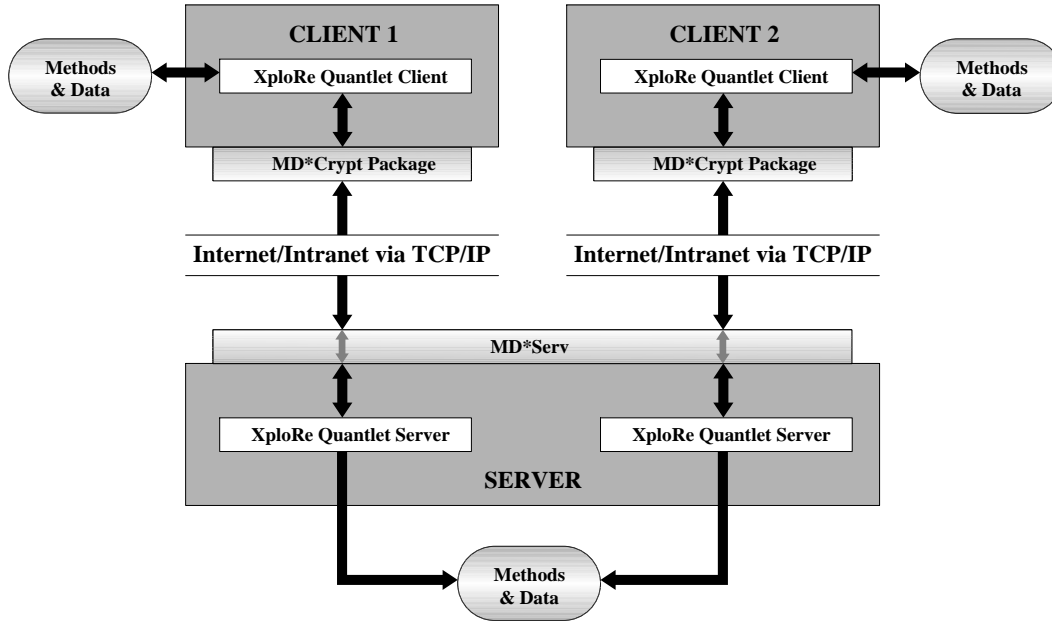 CLIENT 1
CLIENT 2
Methods
& Data
XploRe Quantlet Client
XploRe Quantlet Client
Methods
& Data
MD*Crypt Package
MD*Crypt Package
Internet/Intranet via TCP/IP
Internet/Intranet via TCP/IP
MD*Serv
XploRe Quantlet Server
XploRe Quantlet Server
SERVER
Methods
& Data